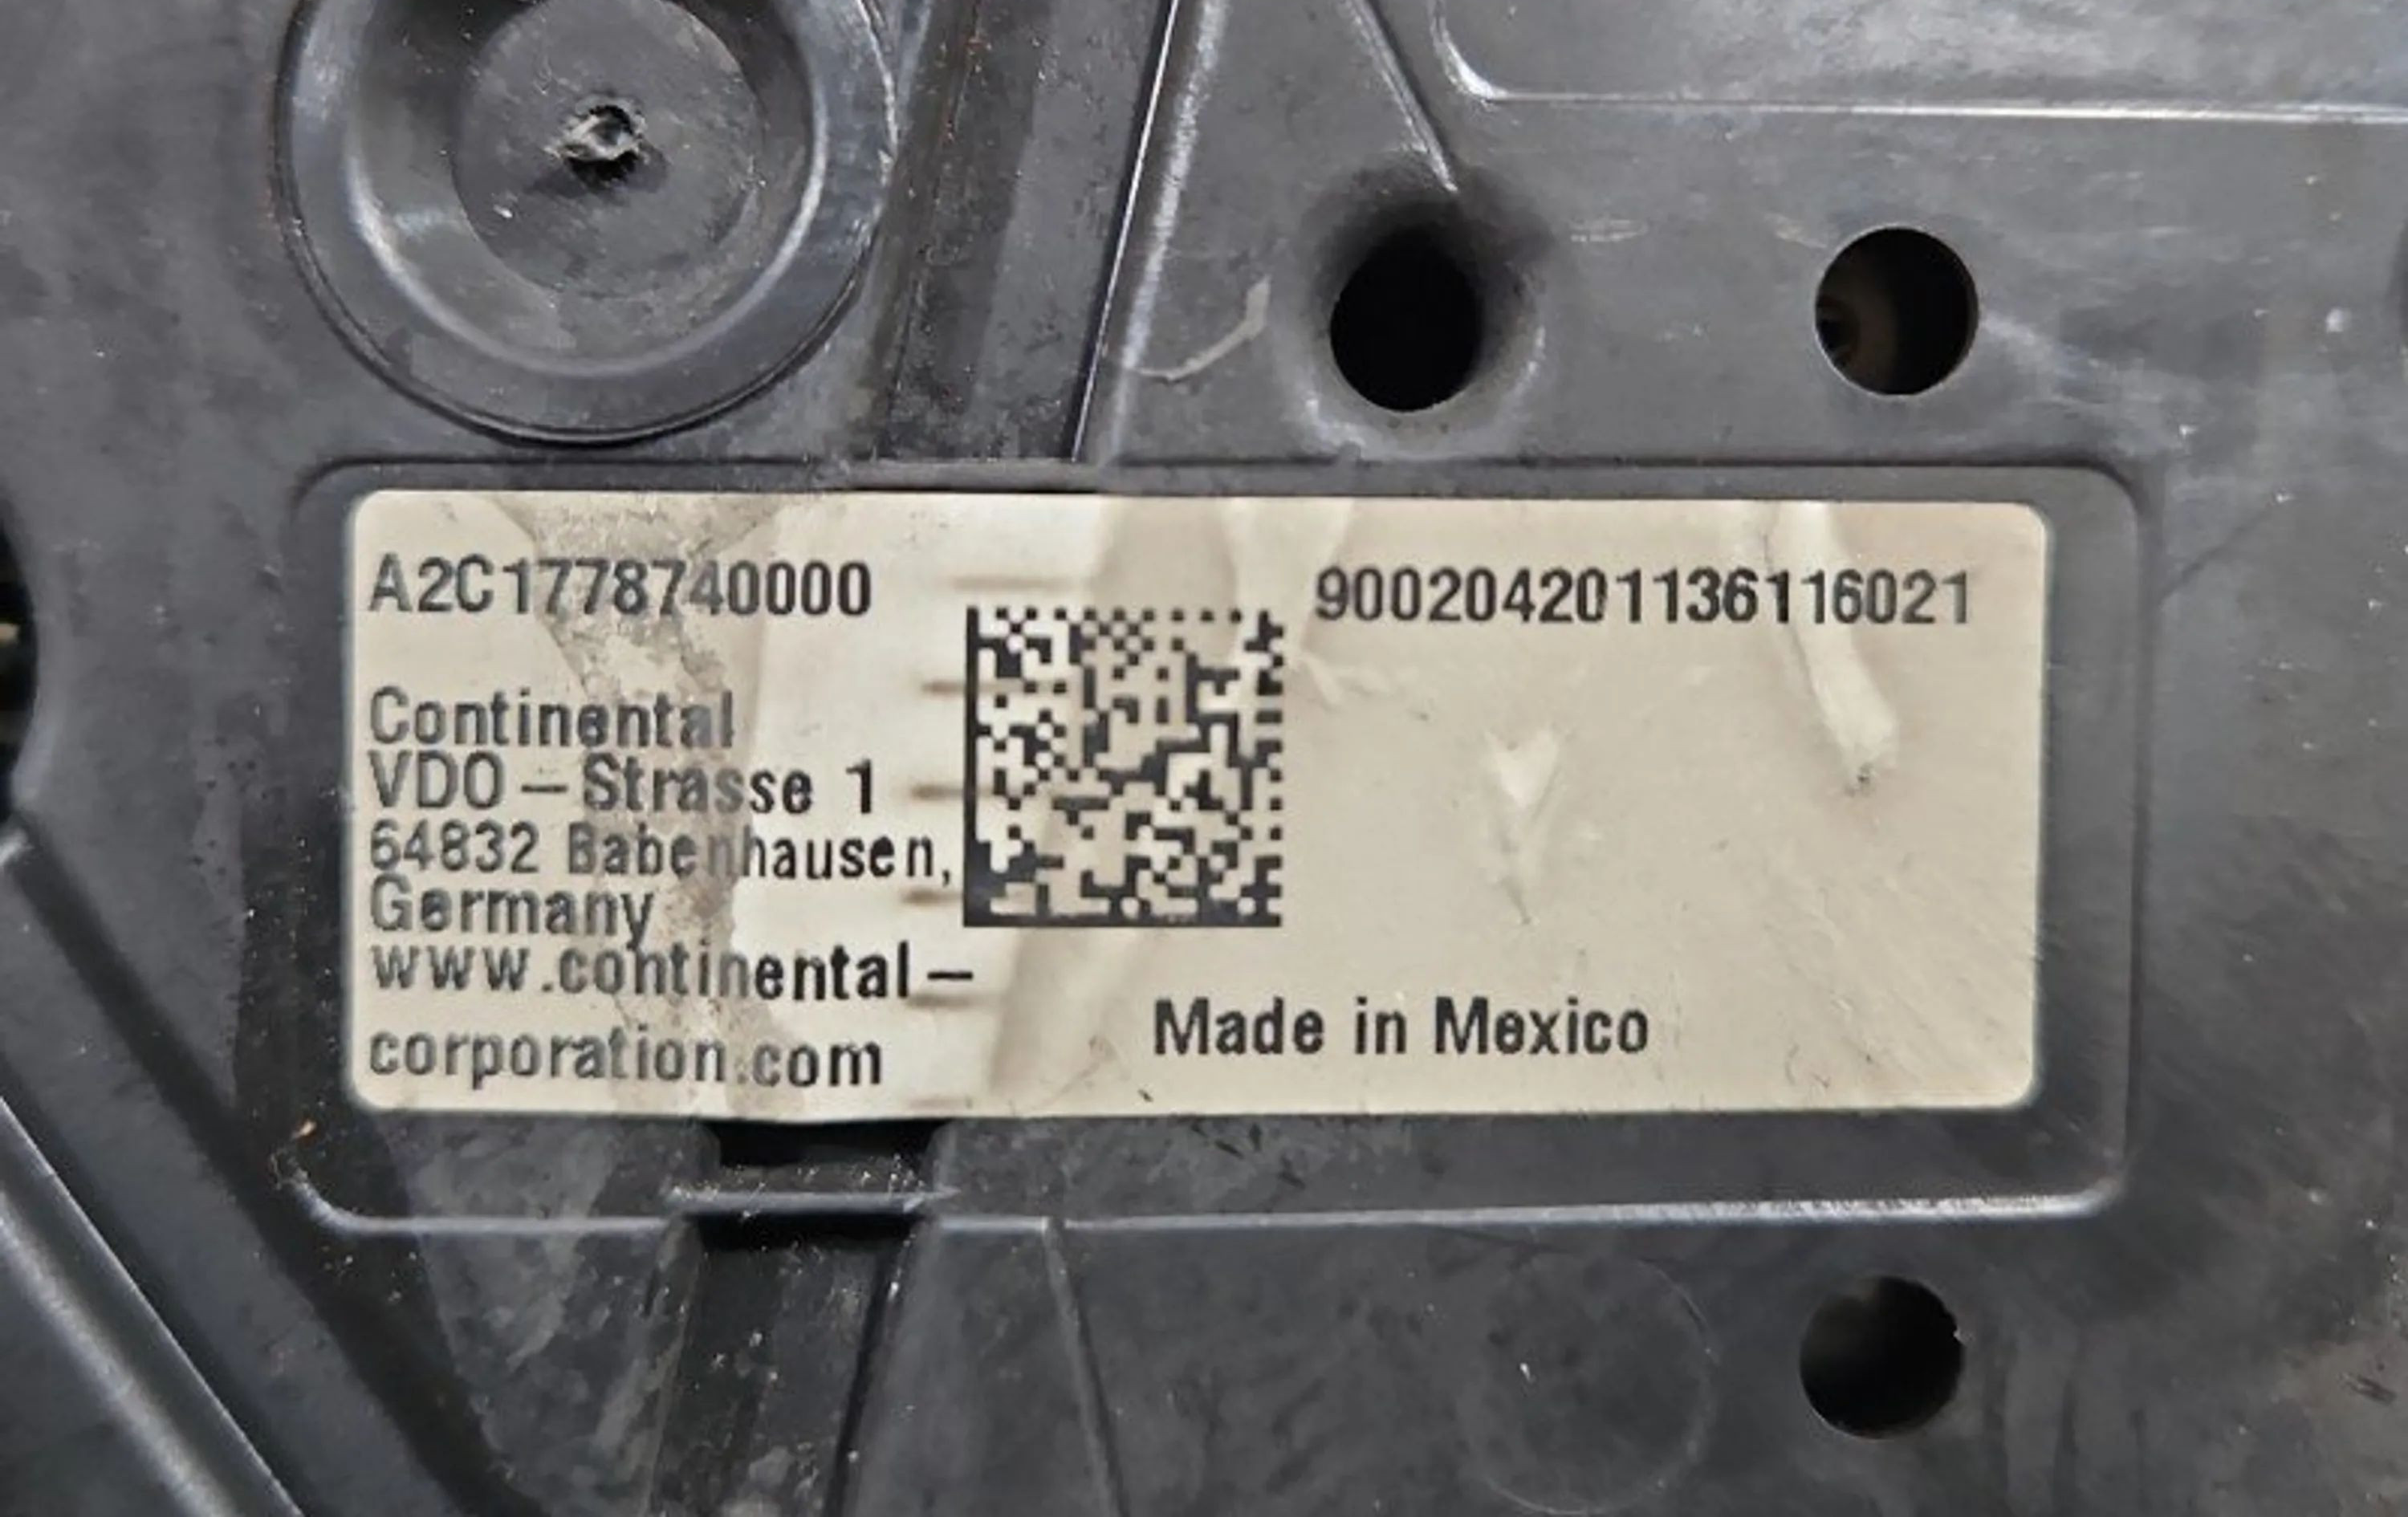 A2C1778740000
900204201136116021
Continental
VDO – Strasse 1
64832 Babenhausen,
Germany
www.continental–
corporation.com
Made in Mexico